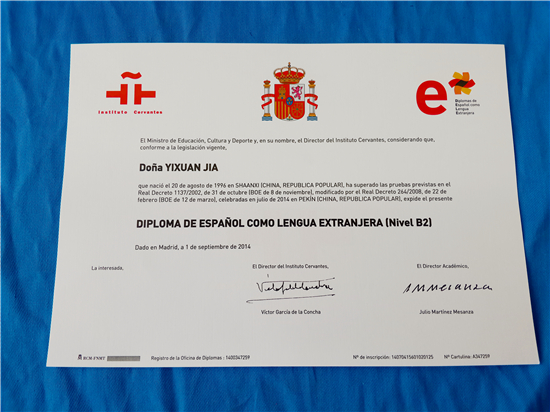 Instituto Cervantes
e
Diplomas de
Español como
Lengua
Extranjera
El Ministro de Educación, Cultura y Deporte y, en su nombre, el Director del Instituto Cervantes, considerando que,
conforme a la legislación vigente,
Doña YIXUAN JIA
que nació el 20 de agosto de 1996 en SHAANXI (CHINA, REPUBLICA POPULAR), ha superado las pruebas previstas en el
Real Decreto 1137/2002, de 31 de octubre (BOE de 8 de noviembre), modificado por el Real Decreto 264/2008, de 22 de
febrero (BOE de 12 de marzo), celebradas en julio de 2014 en PEKÍN (CHINA, REPUBLICA POPULAR), expide el presente
DIPLOMA DE ESPAÑOL COMO LENGUA EXTRANJERA (Nivel B2)
Dado en Madrid, a 1 de septiembre de 2014
La interesada,
El Director del Instituto Cervantes,
El Director Académico,
Víctor García de la Concha
Julio Martínez Mesanza
Registro de la Oficina de Diplomas : 1400347259
Nº de inscripción: 14070415601020125
Nº Cartulina: A347259